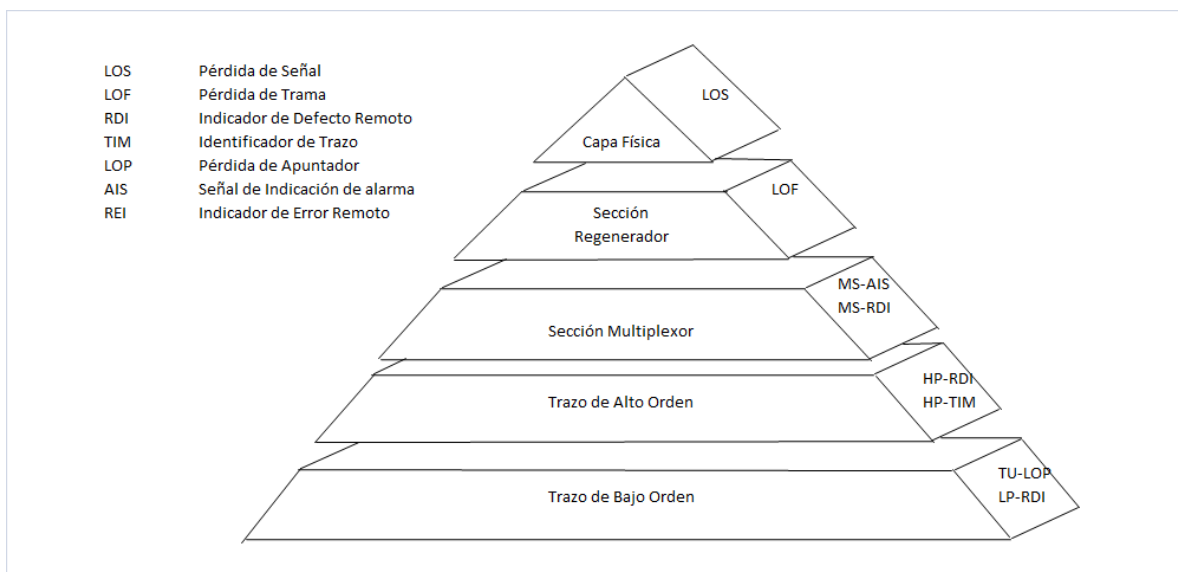 LOS Pérdida de Señal
LOF Pérdida de Trama
RDI Indicador de Defecto Remoto
TIM Identificador de Trazo
LOP Pérdida de Apuntador
AIS Señal de Indicación de alarma
REI Indicador de Error Remoto
LOS
Capa Física
LOF
Sección
Regenerador
MS-AIS
MS-RDI
Sección Multiplexor
HP-RDI
HP-TIM
Trazo de Alto Orden
TU-LOP
LP-RDI
Trazo de Bajo Orden